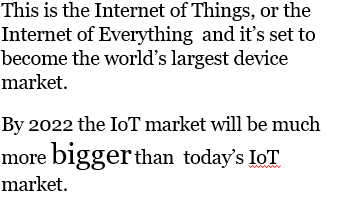 This is the Internet of Things, or the
Internet of Everything  and it's set to
become the world's largest device
market.
By 2022 the IoT market will be much
more bigger than  today's IoT
market.